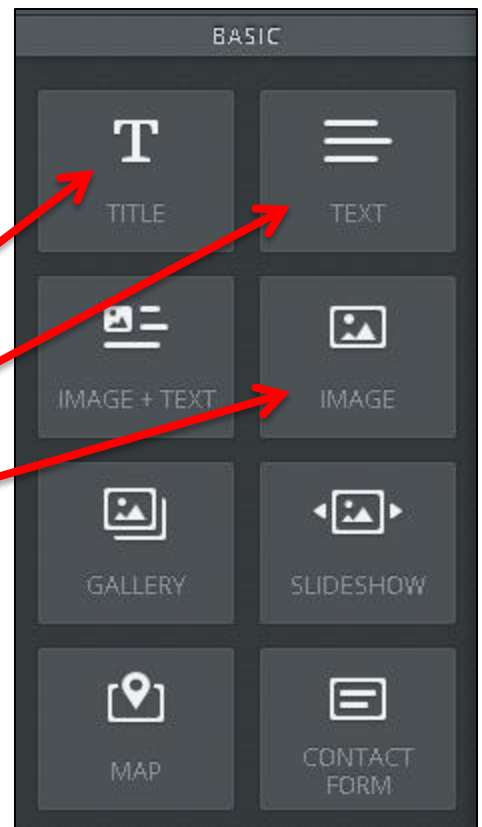 BASIC
TITLE
TEXT
IMAGE + TEXT
IMAGE
GALLERY
SLIDESHOW
MAP
CONTACT
FORM